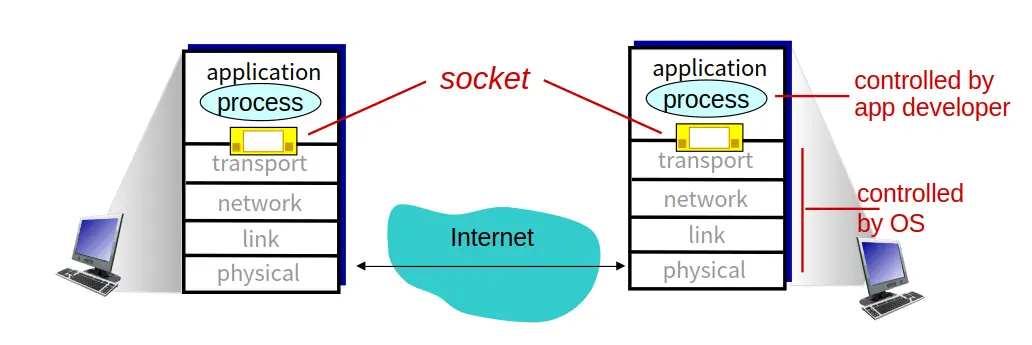 application
process
transport
network
link
physical
socket
Internet
application
process
transport
network
link
physical
controlled by
app developer
controlled
by OS